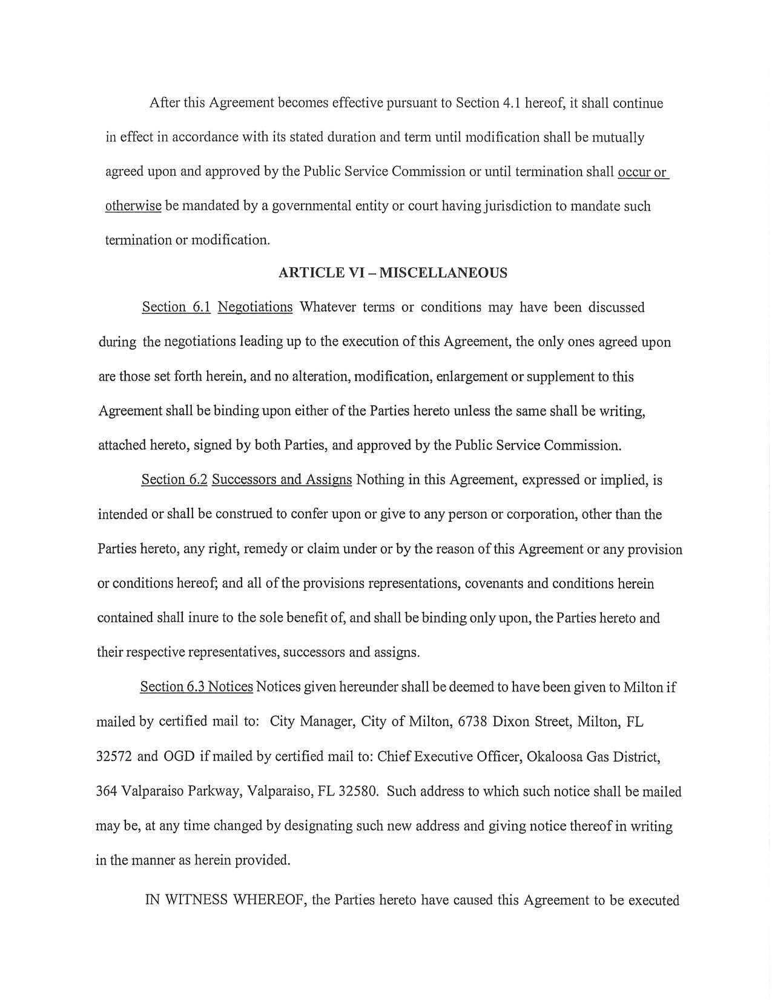 After this Agreement becomes effective pursuant to Section 4.1 hereof, it shall continue
in effect in accordance with its stated duration and term until modification shall be mutually
agreed upon and approved by the Public Service Commission or until termination shall occur or
otherwise be mandated by a governmental entity or court having jurisdiction to mandate such
termination or modification.
ARTICLE VI – MISCELLANEOUS
Section 6.1 Negotiations Whatever terms or conditions may have been discussed
during the negotiations leading up to the execution of this Agreement, the only ones agreed upon
are those set forth herein, and no alteration, modification, enlargement or supplement to this
Agreement shall be binding upon either of the Parties hereto unless the same shall be writing,
attached hereto, signed by both Parties, and approved by the Public Service Commission.
Section 6.2 Successors and Assigns Nothing in this Agreement, expressed or implied, is
intended or shall be construed to confer upon or give to any person or corporation, other than the
Parties hereto, any right, remedy or claim under or by the reason of this Agreement or any provision
or conditions hereof; and all of the provisions representations, covenants and conditions herein
contained shall inure to the sole benefit of, and shall be binding only upon, the Parties hereto and
their respective representatives, successors and assigns.
Section 6.3 Notices Notices given hereunder shall be deemed to have been given to Milton if
mailed by certified mail to: City Manager, City of Milton, 6738 Dixon Street, Milton, FL
32572 and OGD if mailed by certified mail to: Chief Executive Officer, Okaloosa Gas District,
364 Valparaiso Parkway, Valparaiso, FL 32580. Such address to which such notice shall be mailed
may be, at any time changed by designating such new address and giving notice thereof in writing
in the manner as herein provided.
IN WITNESS WHEREOF, the Parties hereto have caused this Agreement to be executed